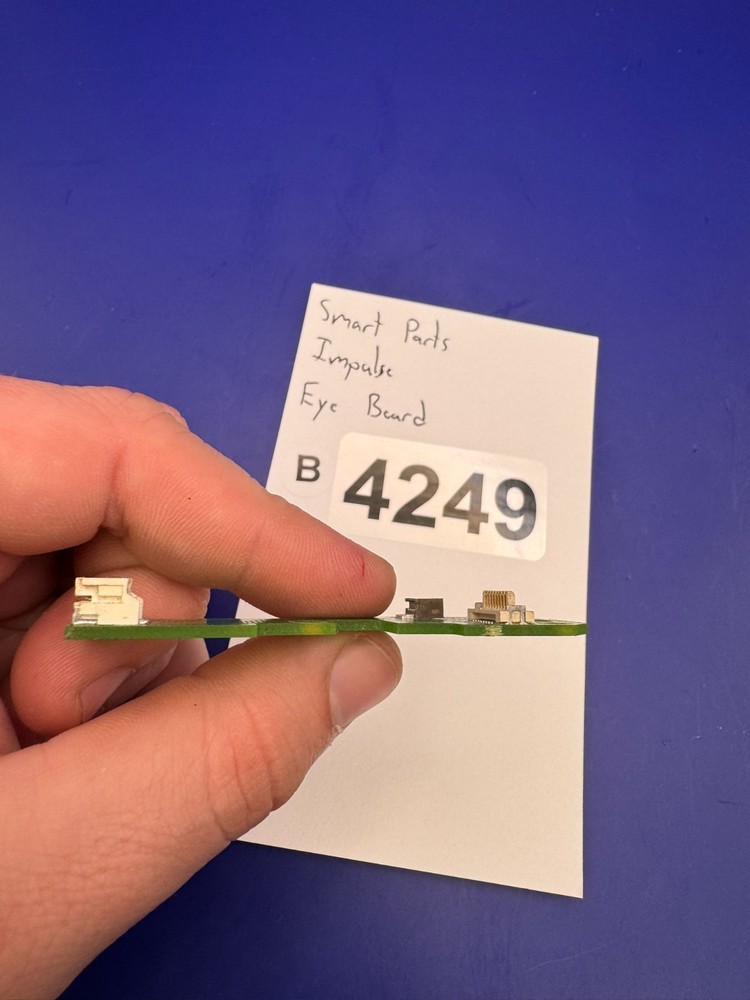 Smart Parts
Impulse
Eye Board
B 4249